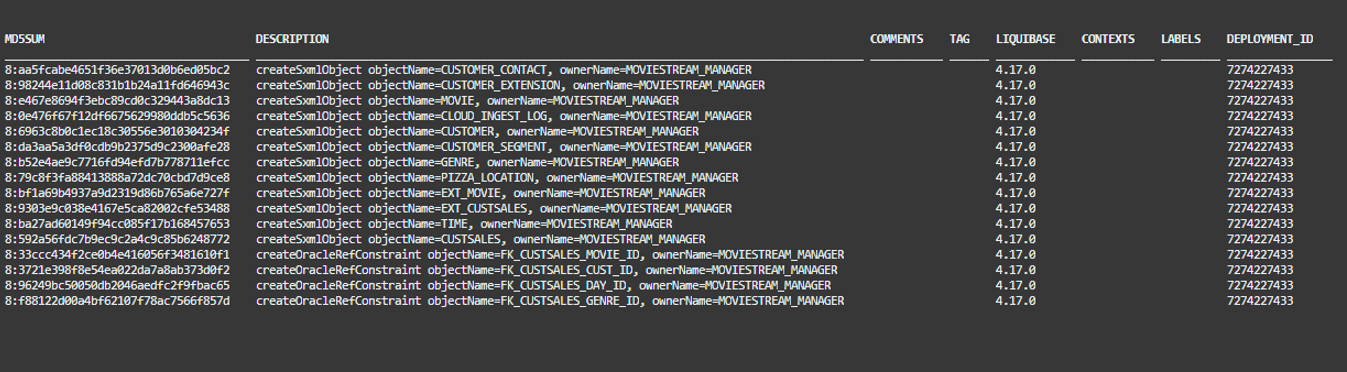 MD5SUM DESCRIPTION COMMENTS TAG LIQUIBASE CONTEXTS LABELS DEPLOYMENT_ID
8:aa5fcabe4651f36e37013d0b6ed05bc2 createSxmlObject objectName=CUSTOMER_CONTACT, ownerName=MOVIESTREAM_MANAGER 4.17.0 7274227433
8:98244e11d08c831b1b24a11fd646943c createSxmlObject objectName=CUSTOMER_EXTENSION, ownerName=MOVIESTREAM_MANAGER 4.17.0 7274227433
8:e467e8694f3ebc89cd0c329443a8dc13 createSxmlObject objectName=MOVIE, ownerName=MOVIESTREAM_MANAGER 4.17.0 7274227433
8:0e476f67f12df6675629980ddb5c5636 createSxmlObject objectName=CLOUD_INGEST_LOG, ownerName=MOVIESTREAM_MANAGER 4.17.0 7274227433
8:6963c8b0c1ec18c30556e3010304234f createSxmlObject objectName=CUSTOMER, ownerName=MOVIESTREAM_MANAGER 4.17.0 7274227433
8:da3aa5a3df0cdb9b2375d9c2300afe28 createSxmlObject objectName=CUSTOMER_SEGMENT, ownerName=MOVIESTREAM_MANAGER 4.17.0 7274227433
8:b52e4ae9c7716fd94efd7b778711efcc createSxmlObject objectName=GENRE, ownerName=MOVIESTREAM_MANAGER 4.17.0 7274227433
8:79c8f3fa88413888a72dc70cbd7d9ce8 createSxmlObject objectName=PIZZA_LOCATION, ownerName=MOVIESTREAM_MANAGER 4.17.0 7274227433
8:bf1a69b4937a9d2319d86b765a6e727f createSxmlObject objectName=EXT_MOVIE, ownerName=MOVIESTREAM_MANAGER 4.17.0 7274227433
8:9303e9c038e4167e5ca82002cfe53488 createSxmlObject objectName=EXT_CUSTSALES, ownerName=MOVIESTREAM_MANAGER 4.17.0 7274227433
8:ba27ad60149f94cc085f17b168457653 createSxmlObject objectName=TIME, ownerName=MOVIESTREAM_MANAGER 4.17.0 7274227433
8:592a56fdc7b9ec9c2a4c9c85b6248772 createSxmlObject objectName=CUSTSALES, ownerName=MOVIESTREAM_MANAGER 4.17.0 7274227433
8:33ccc434f2ce0b4e416056f3481610f1 createOracleRefConstraint objectName=FK_CUSTSALES_MOVIE_ID, ownerName=MOVIESTREAM_MANAGER 4.17.0 7274227433
8:3721e398f8e54ea022da7a8ab373d0f2 createOracleRefConstraint objectName=FK_CUSTSALES_CUST_ID, ownerName=MOVIESTREAM_MANAGER 4.17.0 7274227433
8:96249bc50050db2046aedfc2f9fbac65 createOracleRefConstraint objectName=FK_CUSTSALES_DAY_ID, ownerName=MOVIESTREAM_MANAGER 4.17.0 7274227433
8:f88122d00a4bf62107f78ac7566f857d createOracleRefConstraint objectName=FK_CUSTSALES_GENRE_ID, ownerName=MOVIESTREAM_MANAGER 4.17.0 7274227433